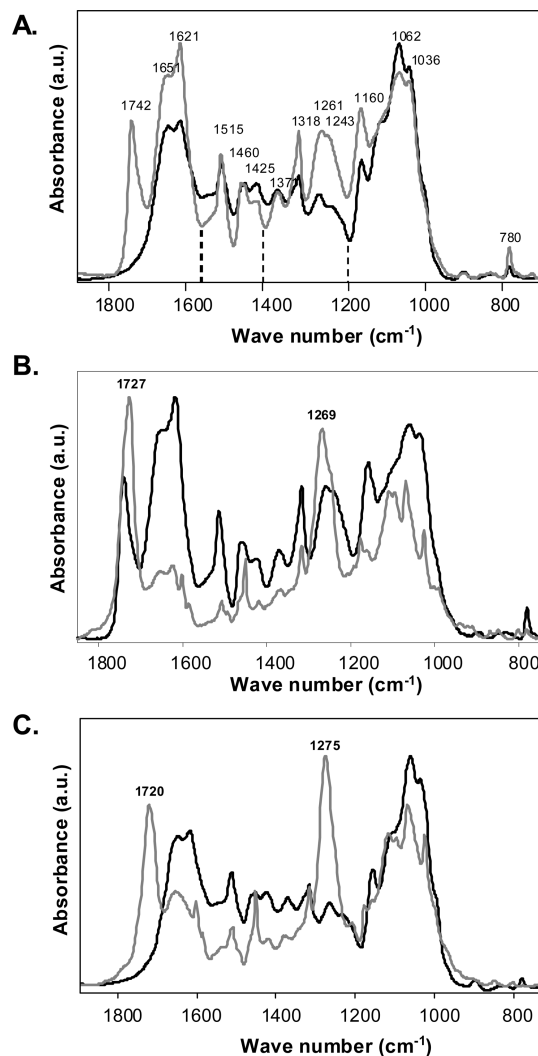 A.
1621
1651
1742
1062
1036
1160
1261
1318
1243
1515
1460
1425
1371
780
Absorbance (a.u.)
1800 1600 1400 1200 1000 800
Wave number (cm-1)
B.
1727
1269
Absorbance (a.u.)
1800 1600 1400 1200 1000 800
Wave number (cm-1)
C.
1275
1720
Absorbance (a.u.)
1800 1600 1400 1200 1000 800
Wave number (cm-1)